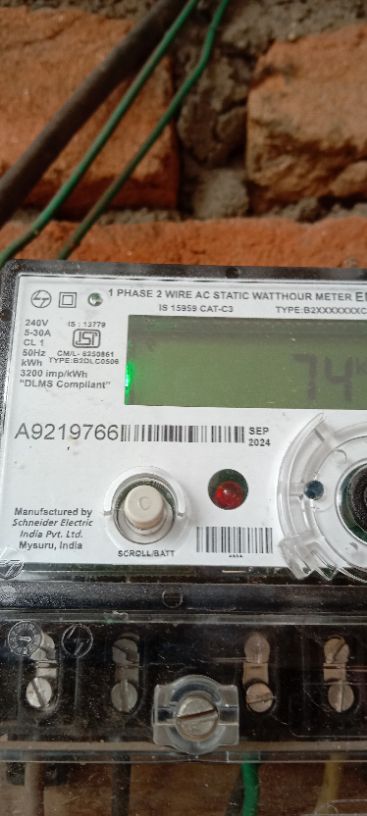 1 PHASE 2 WIRE AC STATIC WATTHOUR METER
IS 15959 CAT-C3 TYPE:B2XXXXXXXC
240V
5-30A
CL 1
50Hz
kWh
3200 imp/kWh
"DLMS Compliant"
IS : 13779
ISI
CM/L- 6250861
TYPE:B2DLC0506
74
A9219766
SEP
2024
Manufactured by
Schneider Electric
India Pvt. Ltd.
Mysuru, India
SCROLL/BATT